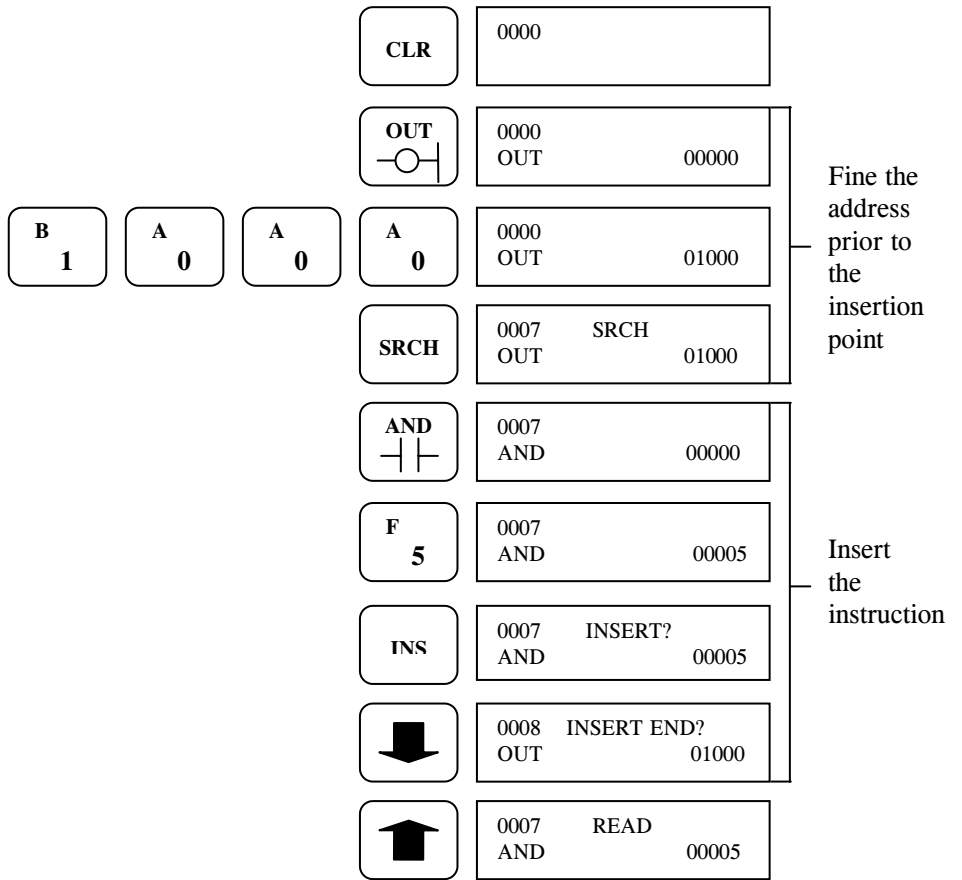 CLR
0000
OUT
0000
OUT 00000
B
1
A
0
A
0
A
0
0000
OUT 01000
SRCH
0007 SRCH
OUT 01000
Fine the
address
prior to
the
insertion
point
AND
0007
AND 00000
F
5
0007
AND 00005
INS
0007 INSERT?
AND 00005
0008 INSERT END?
OUT 01000
Insert
the
instruction
0007 READ
AND 00005